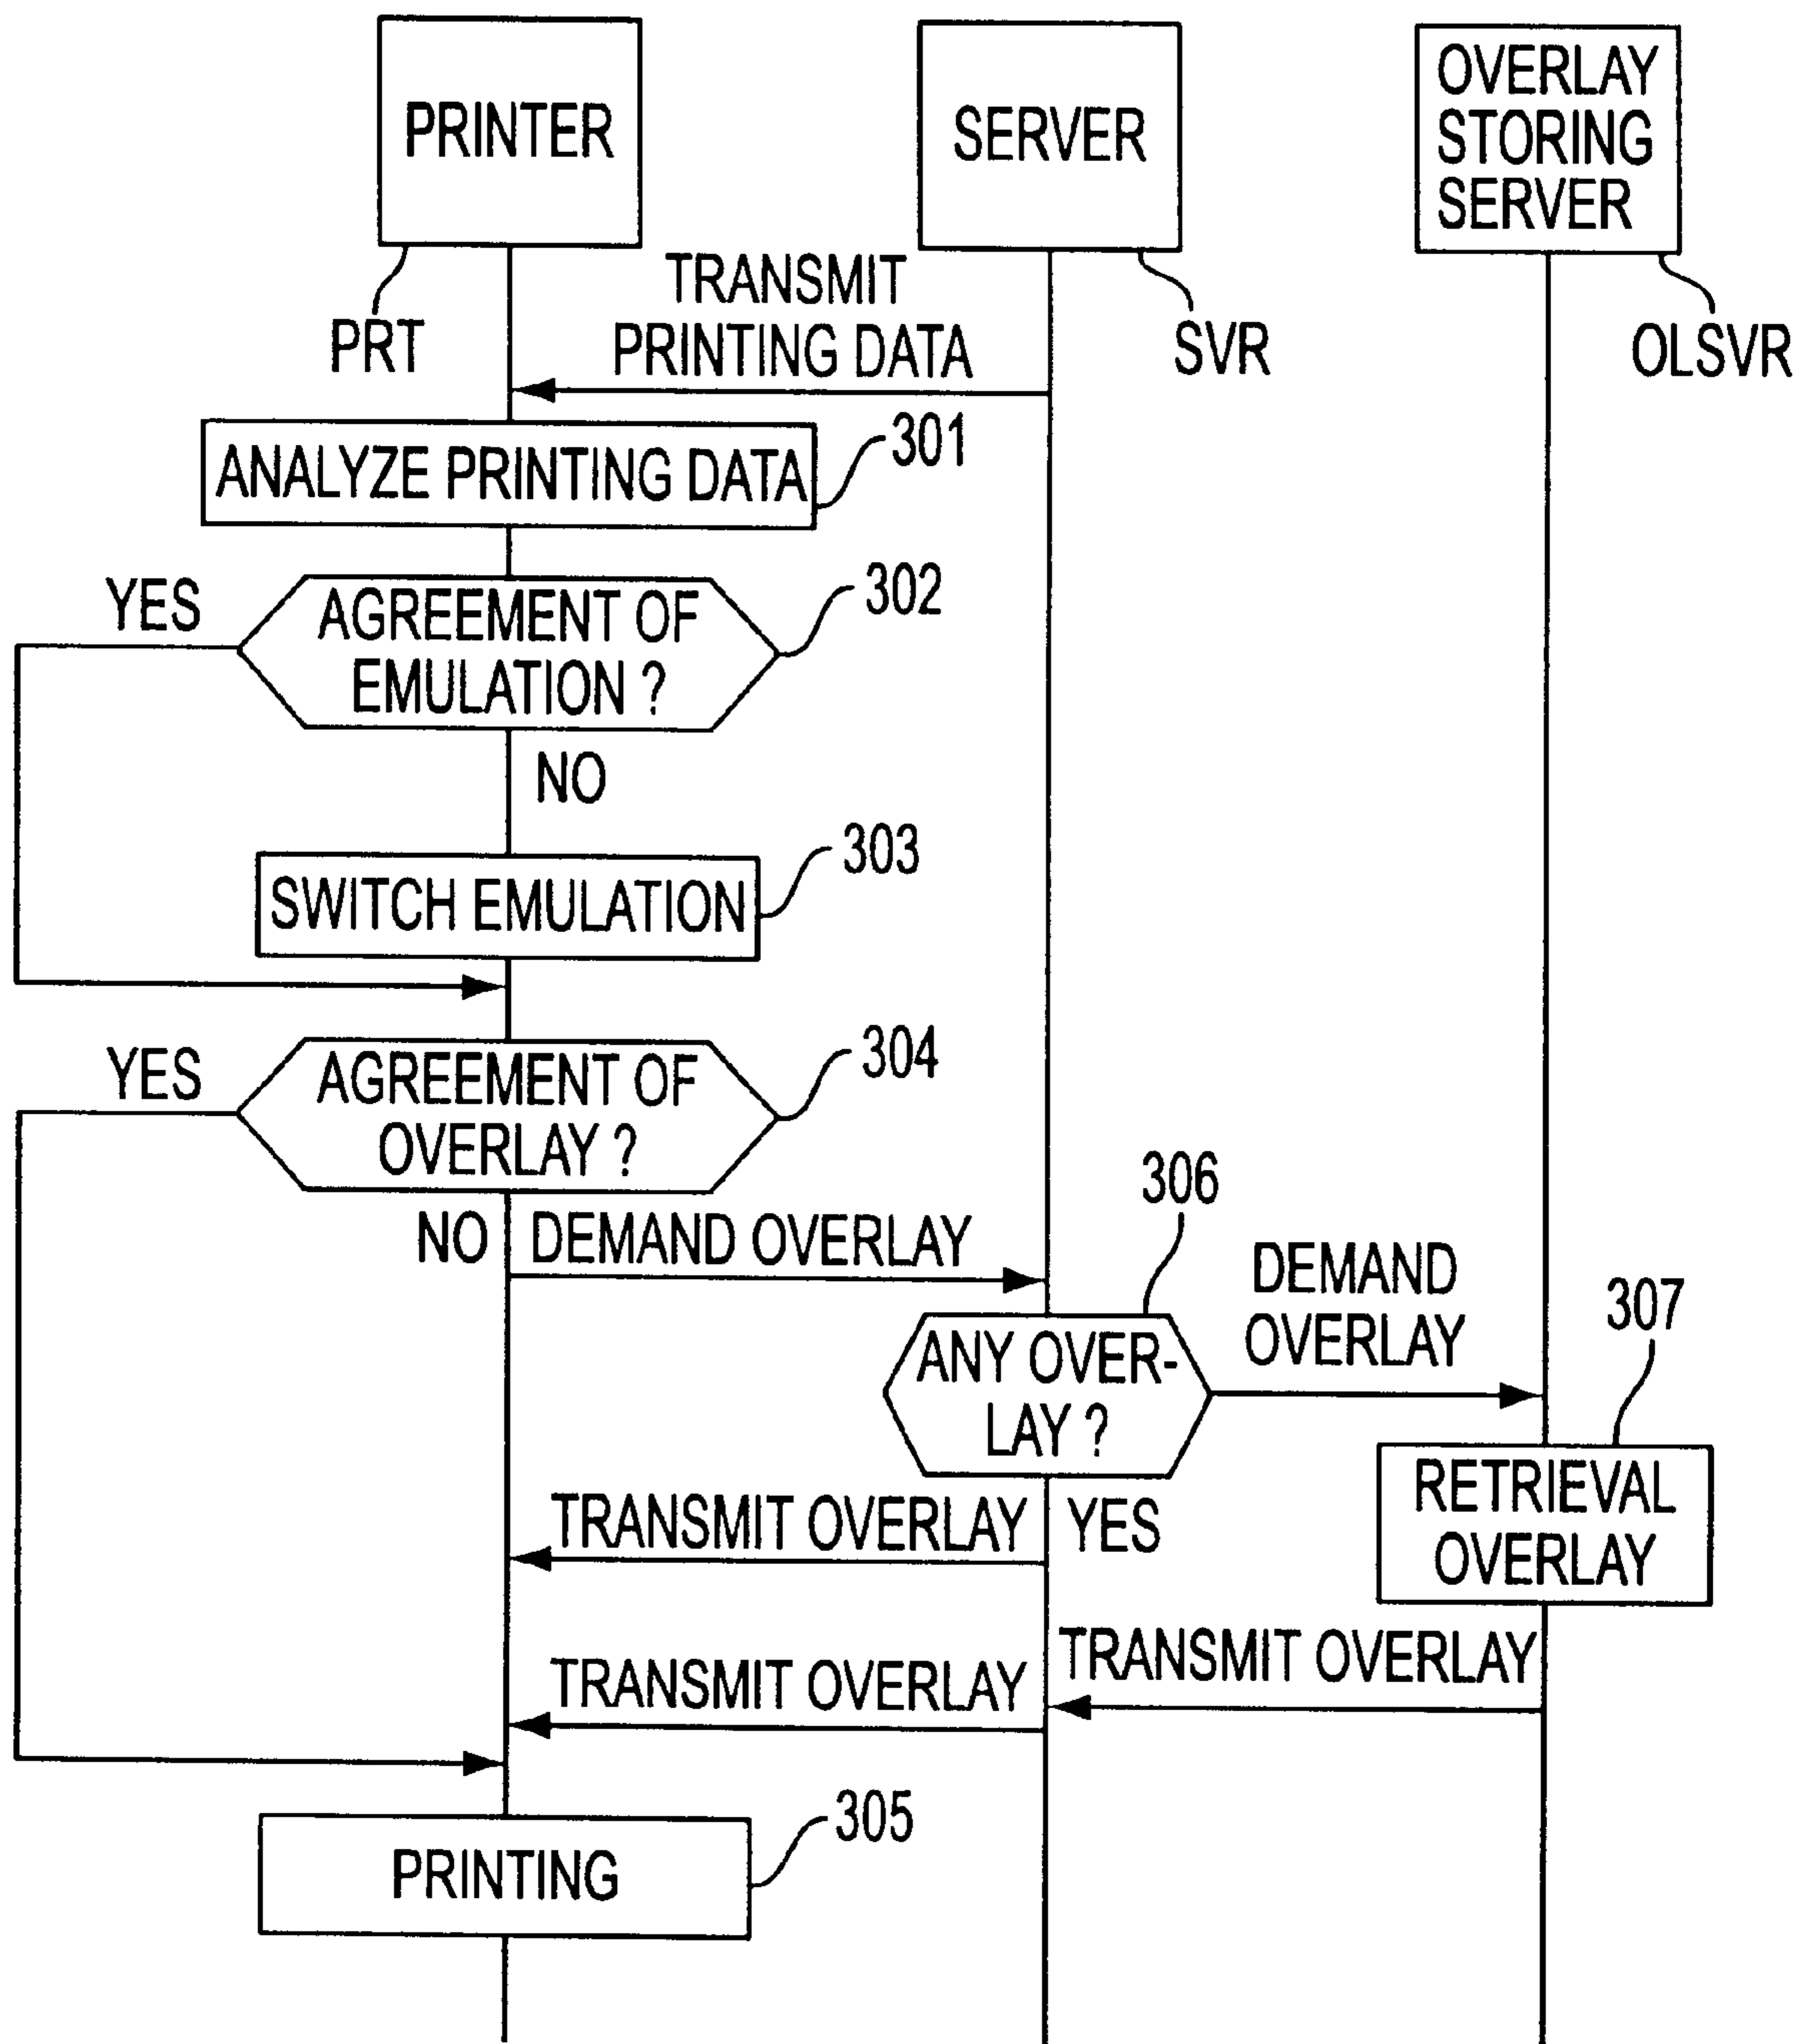 PRINTER
SERVER
OVERLAY
STORING
SERVER
PRT
TRANSMIT
PRINTING DATA
SVR
OLSVR
ANALYZE PRINTING DATA
301
YES
AGREEMENT OF
EMULATION ?
302
NO
SWITCH EMULATION
303
YES
AGREEMENT OF
OVERLAY ?
304
NO
DEMAND OVERLAY
306
ANY OVER-
LAY ?
DEMAND
OVERLAY
307
RETRIEVAL
OVERLAY
TRANSMIT OVERLAY
YES
TRANSMIT OVERLAY
TRANSMIT OVERLAY
PRINTING
305